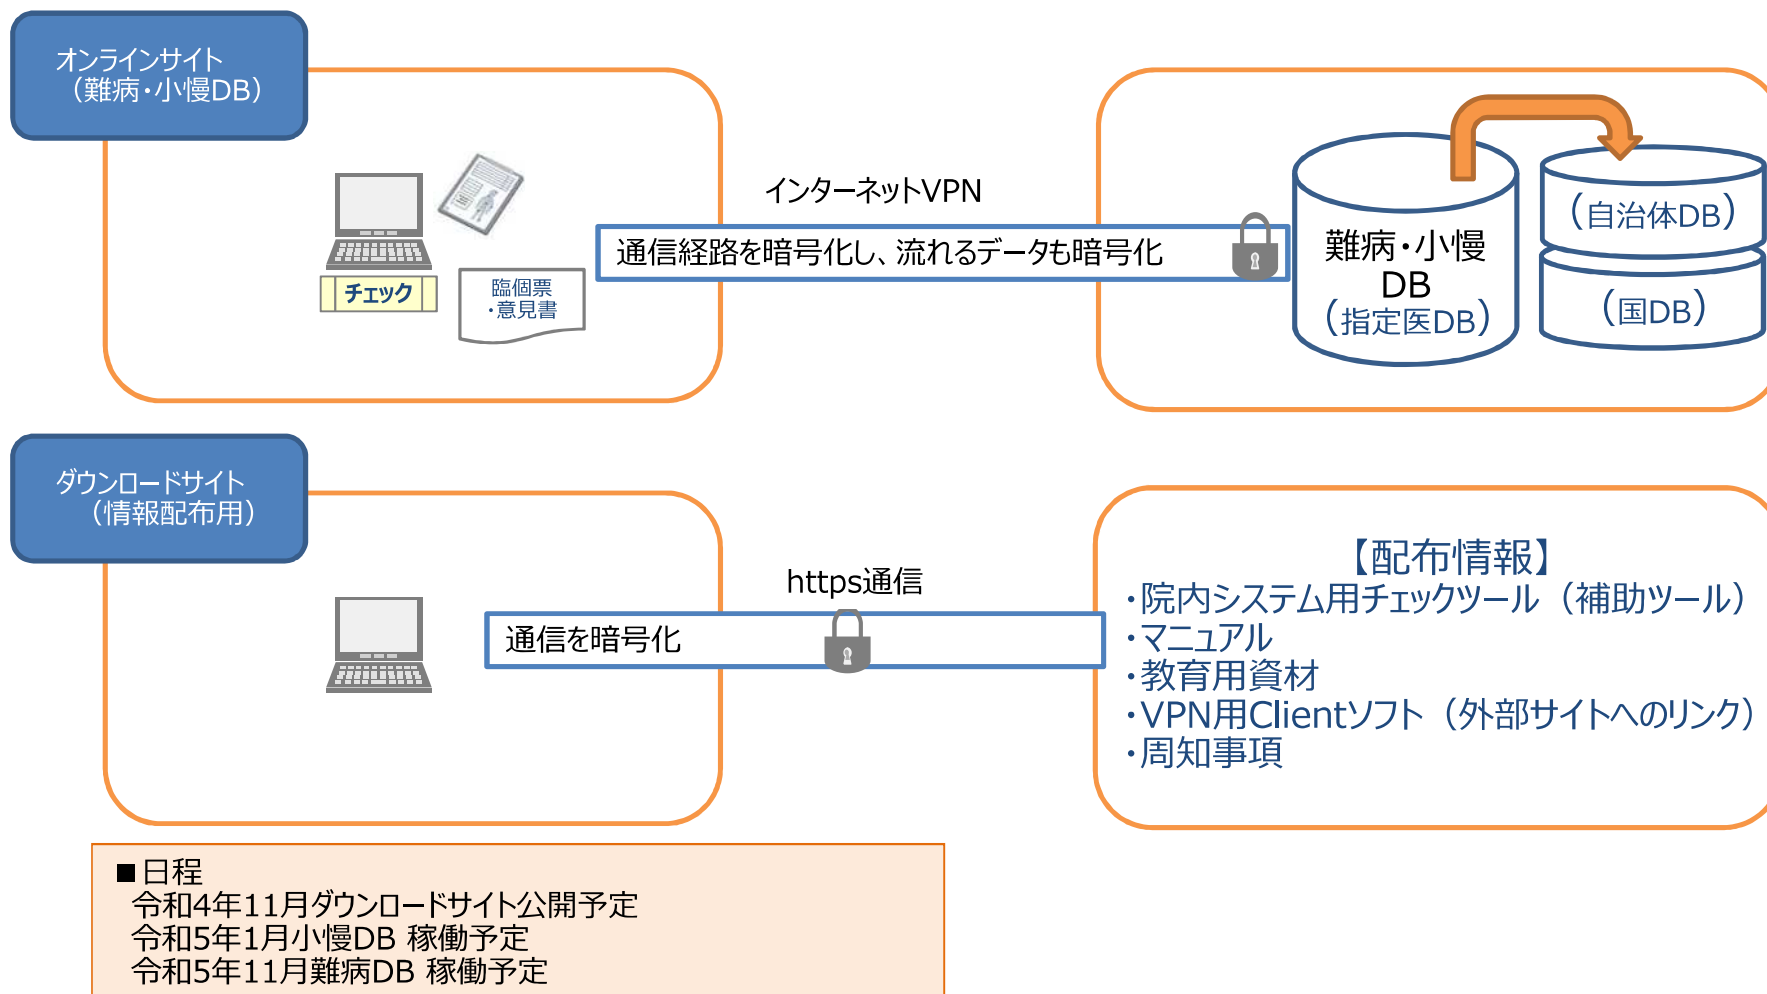 オンラインサイト
（難病・小慢DB）
インターネットVPN
通信経路を暗号化し、流れるデータも暗号化
チェック
臨個票
・意見書
難病・小慢
DB
（指定医DB）
（自治体DB）
（国DB）
ダウンロードサイト
（情報配布用）
https通信
通信を暗号化
【配布情報】
・院内システム用チェックツール（補助ツール）
・マニュアル
・教育用資材
・VPN用Clientソフト（外部サイトへのリンク）
・周知事項
■日程
令和4年11月ダウンロードサイト公開予定
令和5年1月小慢DB 稼働予定
令和5年11月難病DB 稼働予定